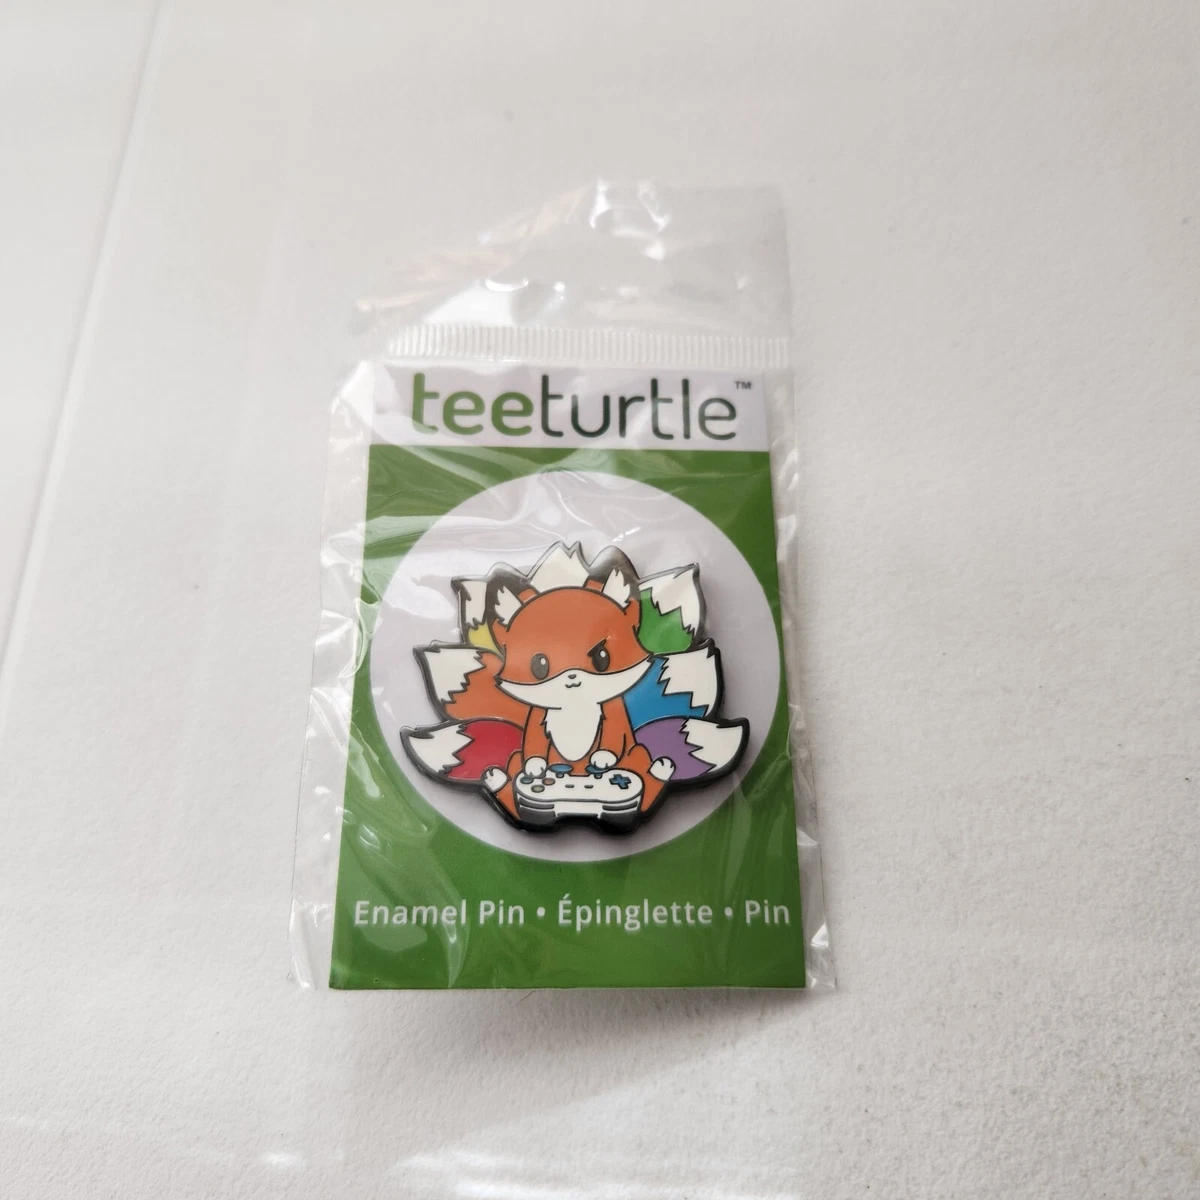 teeturtle™
Enamel Pin • Épinglette • Pin